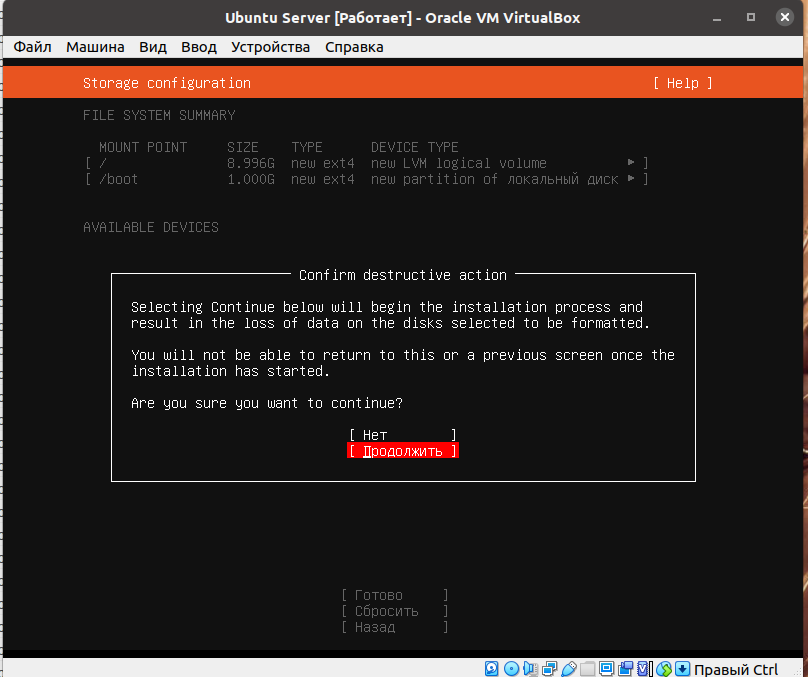 Ubuntu Server [Работает] - Oracle VM VirtualBox
Файл Машина Вид Ввод Устройства Справка
Storage configuration [ Help ]
FILE SYSTEM SUMMARY
MOUNT POINT SIZE TYPE DEVICE TYPE
[ / 8.996G new ext4 new LVM logical volume ▸ ]
[ /boot 1.000G new ext4 new partition of локальный диск ▸ ]
AVAILABLE DEVICES
Confirm destructive action
Selecting Continue below will begin the installation process and
result in the loss of data on the disks selected to be formatted.
You will not be able to return to this or a previous screen once the
installation has started.
Are you sure you want to continue?
[ Нет ]
[ Продолжить ]
[ Готово ]
[ Сбросить ]
[ Назад ]
Правый Ctrl